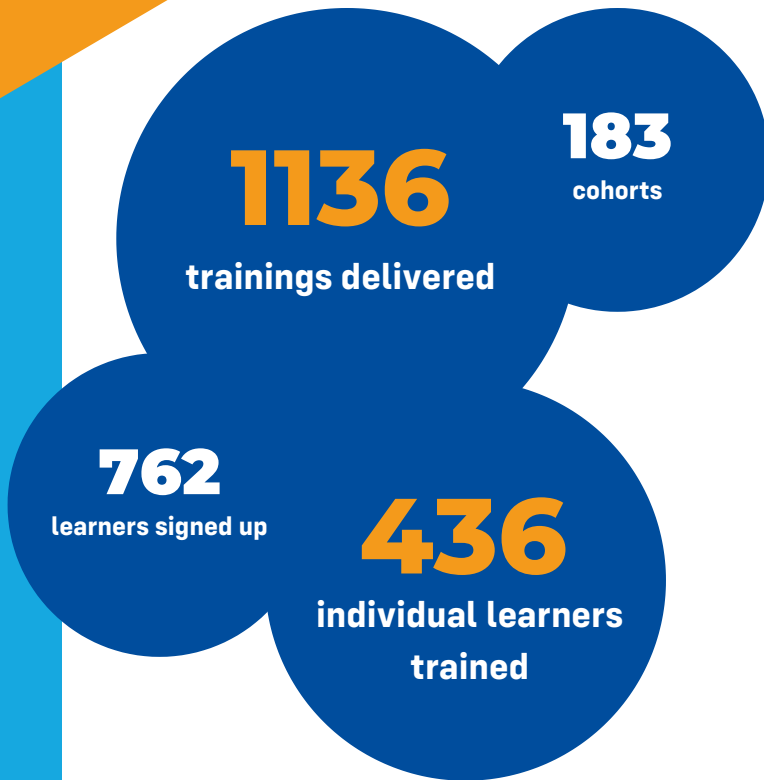 1136
trainings delivered
183
cohorts
762
learners signed up
436
individual learners
trained